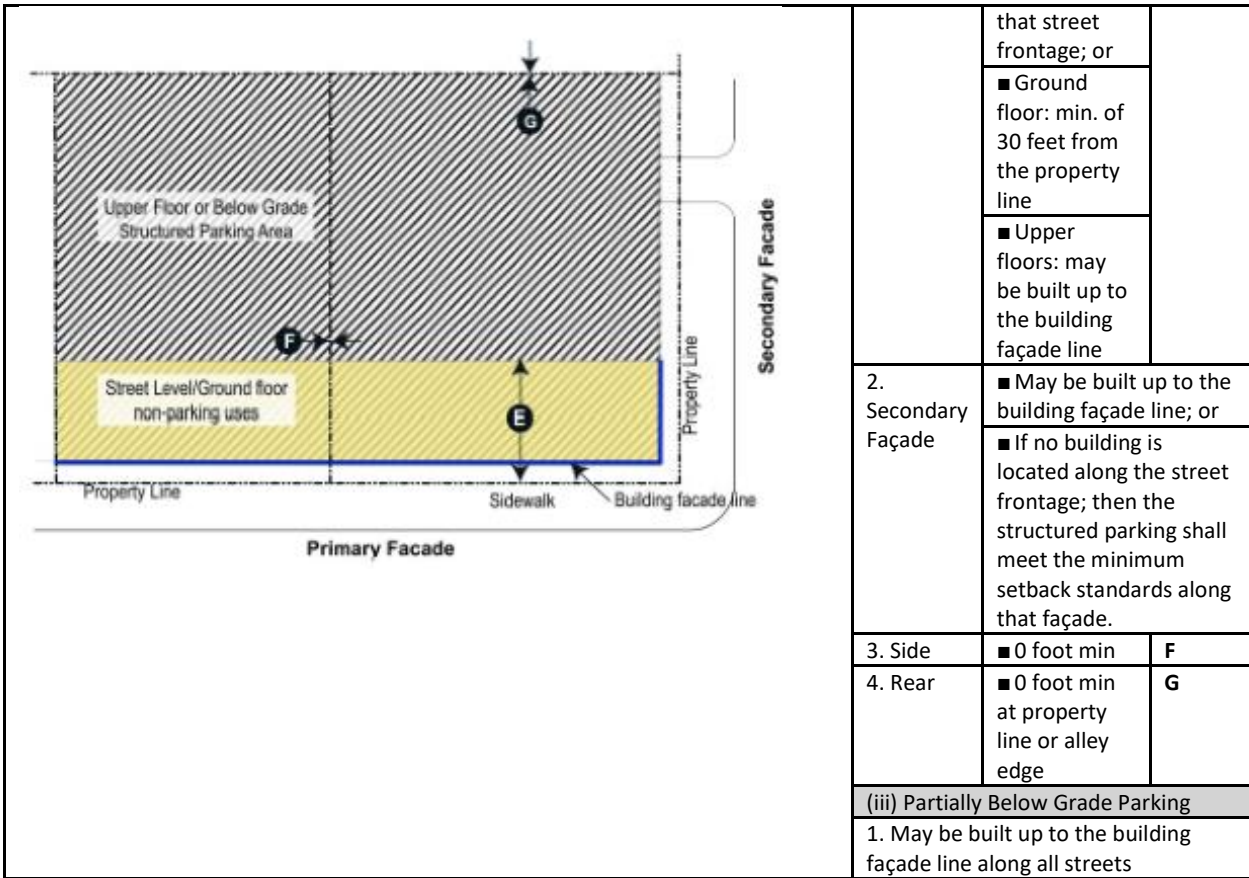 G
Upper Floor or Below Grade
Structured Parking Area
F
Street Level/Ground floor
non-parking uses
E
Property Line
Secondary Facade
Property Line
Sidewalk
Building facade line
Primary Facade
that street
frontage; or
■ Ground
floor: min. of
30 feet from
the property
line
■ Upper
floors: may
be built up to
the building
façade line
2.
Secondary
Façade
■ May be built up to the
building façade line; or
■ If no building is
located along the street
frontage; then the
structured parking shall
meet the minimum
setback standards along
that façade.
3. Side
■ 0 foot min
F
4. Rear
■ 0 foot min
at property
line or alley
edge
G
(iii) Partially Below Grade Parking
1. May be built up to the building
façade line along all streets